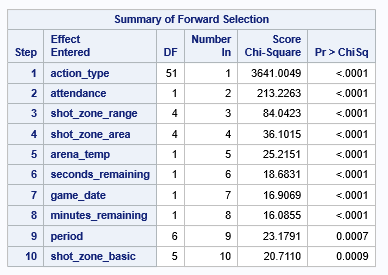 Summary of Forward Selection
Step Effect Entered DF Number In Score Chi-Square Pr > ChiSq
1 action_type 51 1 3641.0049 <.0001
2 attendance 1 2 213.2263 <.0001
3 shot_zone_range 4 3 84.0423 <.0001
4 shot_zone_area 4 4 36.1015 <.0001
5 arena_temp 1 5 25.2151 <.0001
6 seconds_remaining 1 6 18.6831 <.0001
7 game_date 1 7 16.9069 <.0001
8 minutes_remaining 1 8 16.0855 <.0001
9 period 6 9 23.1791 0.0007
10 shot_zone_basic 5 10 20.7110 0.0009